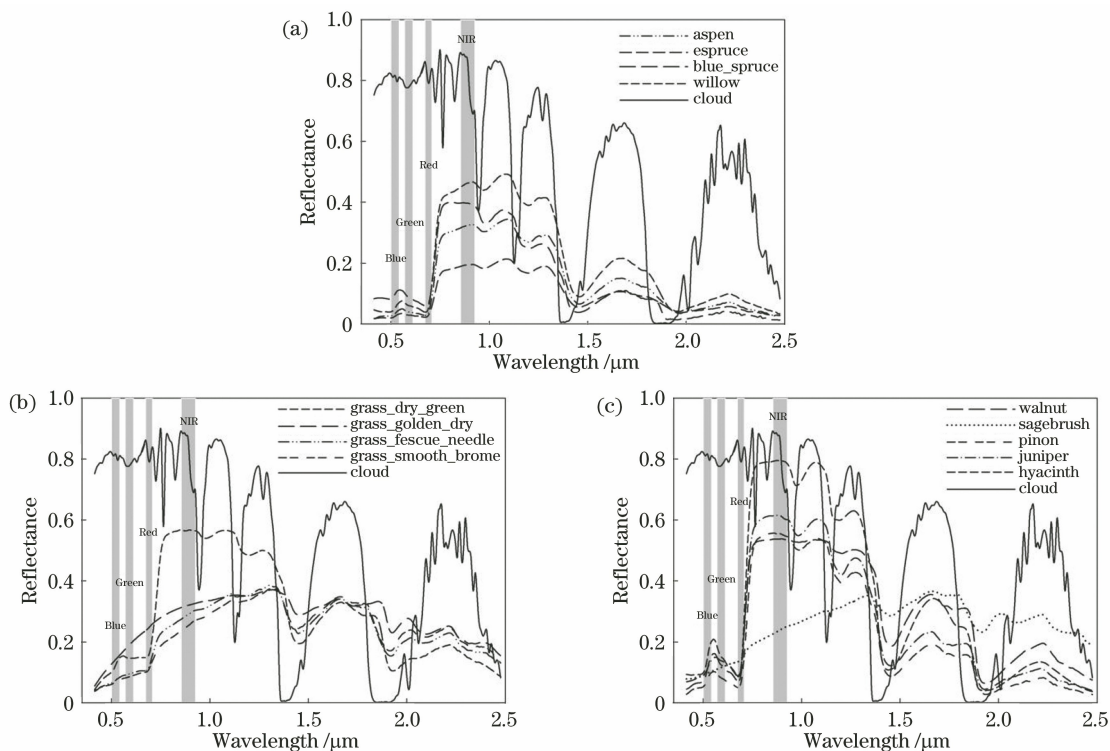 (a)
NIR
aspen
espruce
blue_spruce
willow
cloud
Red
Green
Blue
Reflectance
1.0
0.8
0.6
0.4
0.2
0
0.5 1.0 1.5 2.0 2.5
Wavelength /μm
(b)
NIR
grass_dry_green
grass_golden_dry
grass_fescue_needle
grass_smooth_brome
cloud
Red
Green
Blue
Reflectance
1.0
0.8
0.6
0.4
0.2
0
0.5 1.0 1.5 2.0 2.5
Wavelength /μm
(c)
NIR
walnut
sagebrush
pinon
juniper
hyacinth
cloud
Red
Green
Blue
Reflectance
1.0
0.8
0.6
0.4
0.2
0
0.5 1.0 1.5 2.0 2.5
Wavelength /μm